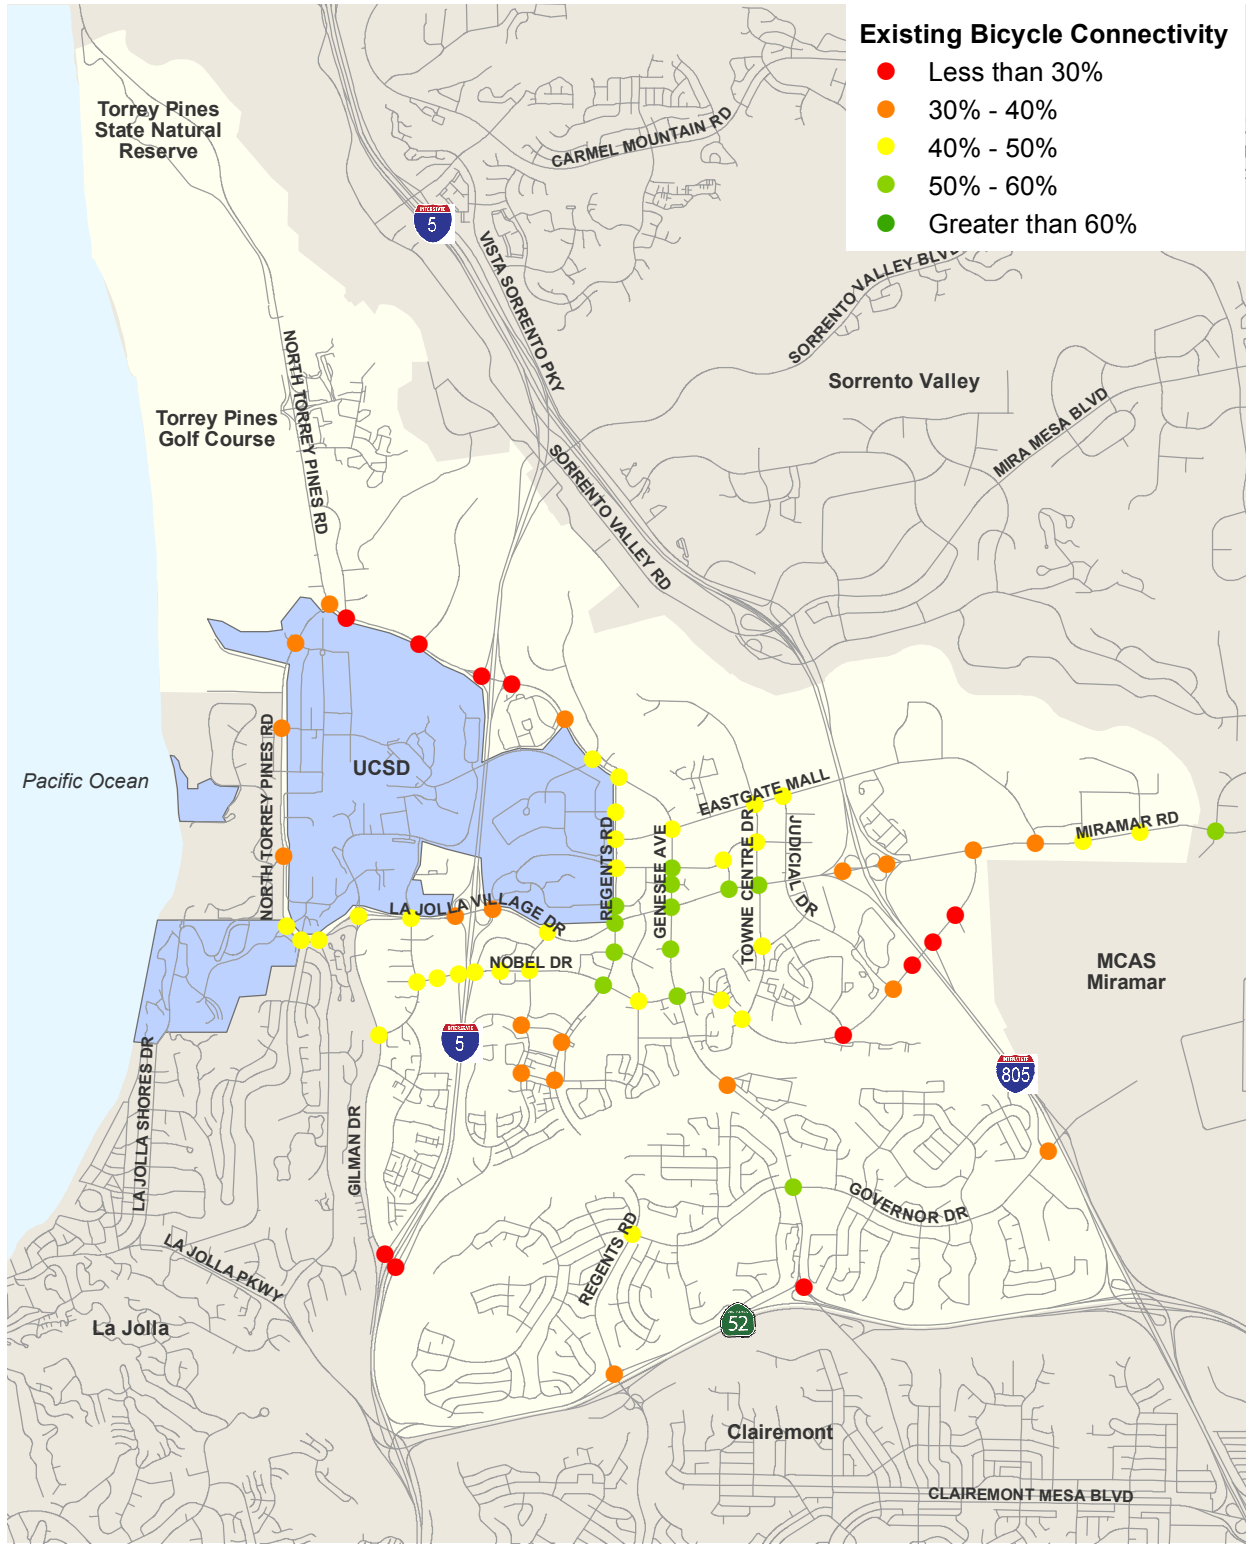 Existing Bicycle Connectivity
Less than 30%
30% - 40%
40% - 50%
50% - 60%
Greater than 60%
Torrey Pines
State Natural
Reserve
CARMEL MOUNTAIN RD
INTERSTATE
5
VISTA SORRENTO PKY
SORRENTO VALLEY BLVD
NORTH TORREY PINES RD
Sorrento Valley
Torrey Pines
Golf Course
MIRA MESA BLVD
SORRENTO VALLEY RD
NORTH TORREY PINES RD
UCSD
Pacific Ocean
EASTGATE MALL
MIRAMAR RD
REGENTS RD
GENESEE AVE
TOWNE CENTRE DR
JUDICIAL DR
LA JOLLA VILLAGE DR
NOBEL DR
MCAS
Miramar
INTERSTATE
5
INTERSTATE
805
LA JOLLA SHORES DR
GILMAN DR
GOVERNOR DR
REGENTS RD
LA JOLLA PKWY
La Jolla
52
Clairemont
CLAIREMONT MESA BLVD